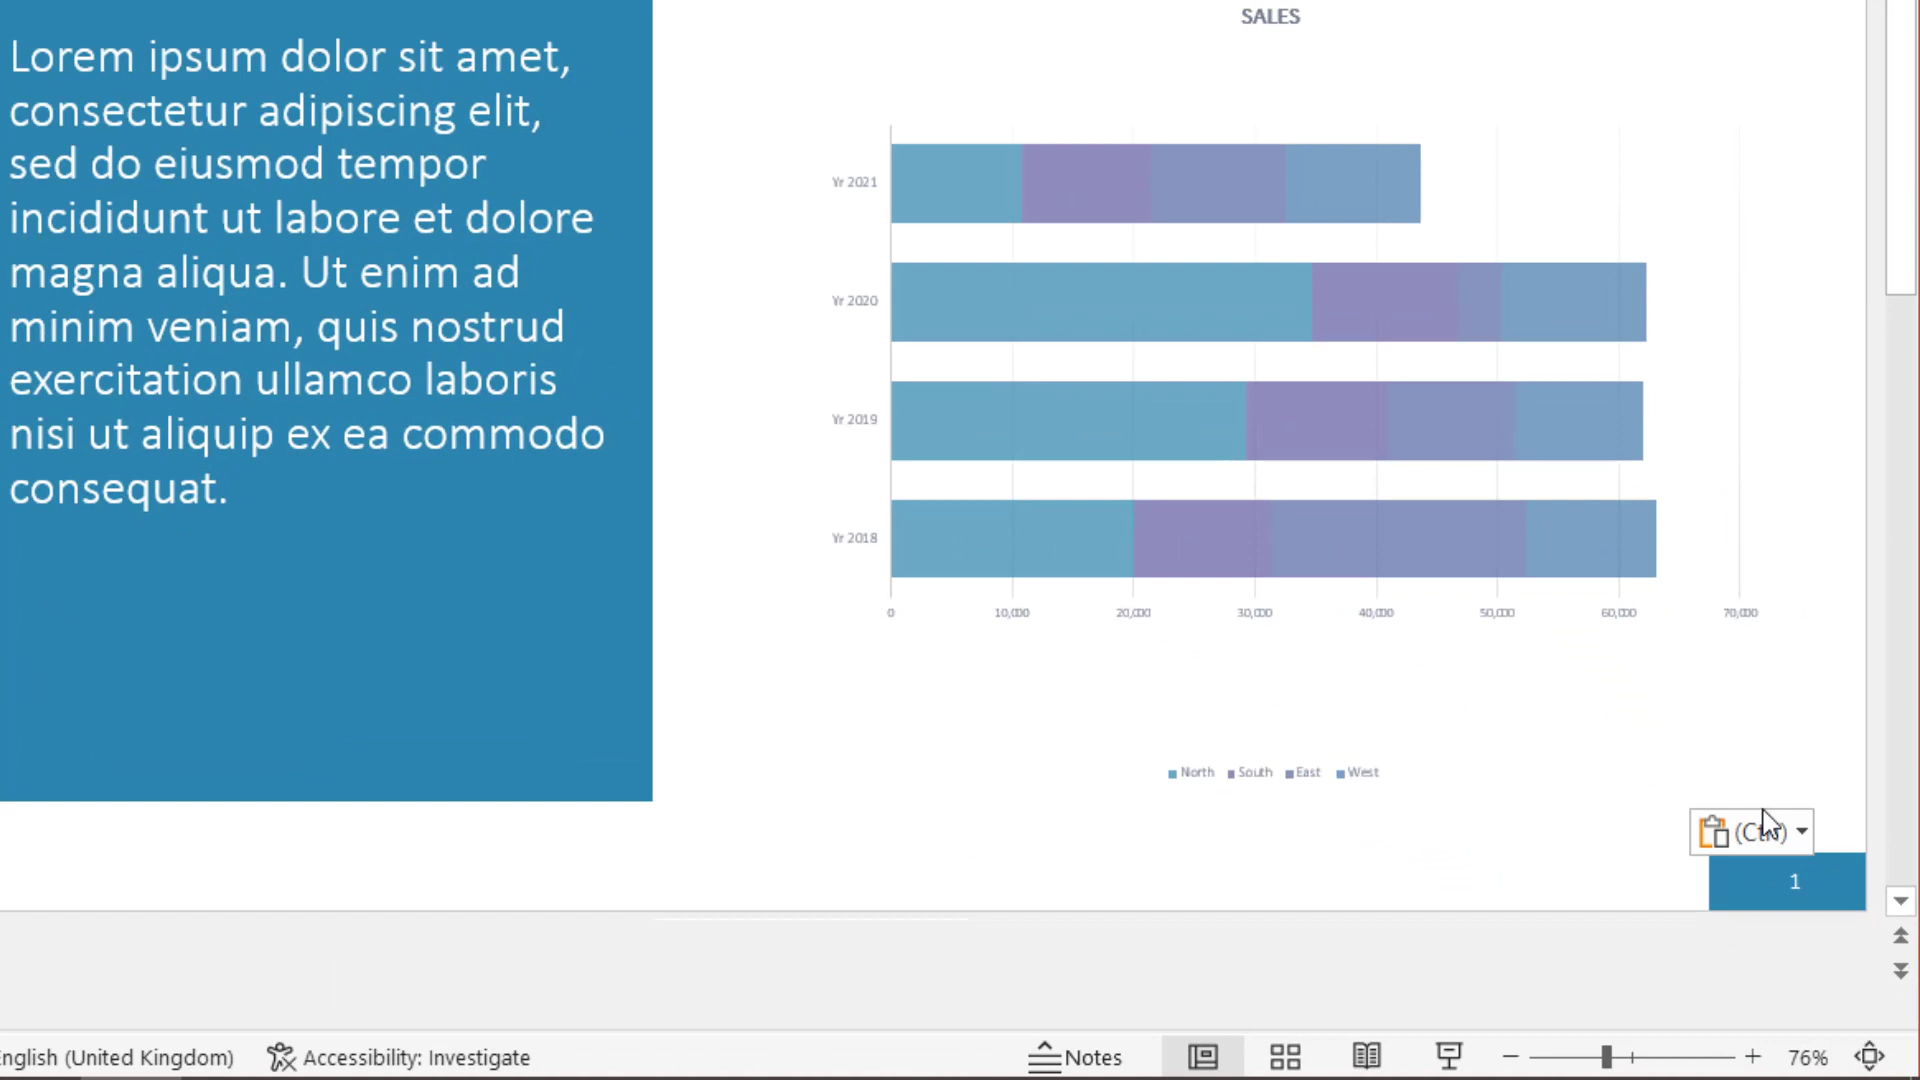 Lorem ipsum dolor sit amet,
consectetur adipiscing elit,
sed do eiusmod tempor
incididunt ut labore et dolore
magna aliqua. Ut enim ad
minim veniam, quis nostrud
exercitation ullamco laboris
nisi ut aliquip ex ea commodo
consequat.
SALES
Yr 2021
Yr 2020
Yr 2019
Yr 2018
0 10,000 20,000 30,000 40,000 50,000 60,000 70,000
North South East West
1
(United Kingdom) Accessibility: Investigate Notes 76%